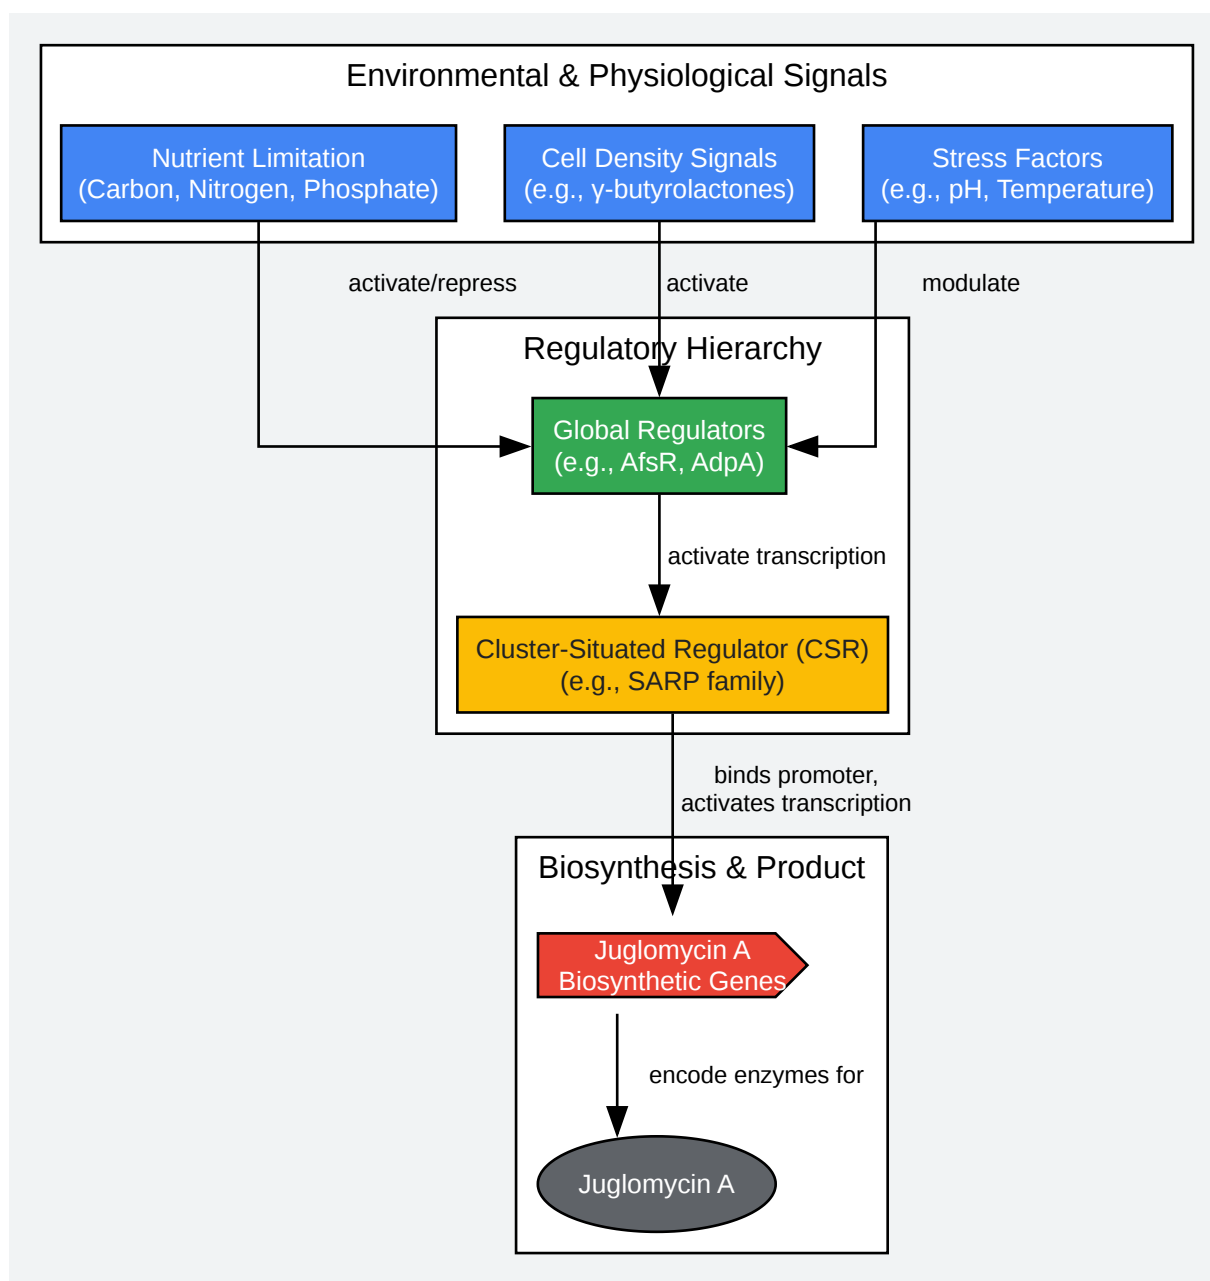 Environmental & Physiological Signals
Nutrient Limitation
(Carbon, Nitrogen, Phosphate)
Cell Density Signals
(e.g., γ-butyrolactones)
Stress Factors
(e.g., pH, Temperature)
activate/repress
activate
modulate
Regulatory Hierarchy
Global Regulators
(e.g., AfsR, AdpA)
activate transcription
Cluster-Situated Regulator (CSR)
(e.g., SARP family)
binds promoter,
activates transcription
Biosynthesis & Product
Juglomycin A
Biosynthetic Genes
encode enzymes for
Juglomycin A